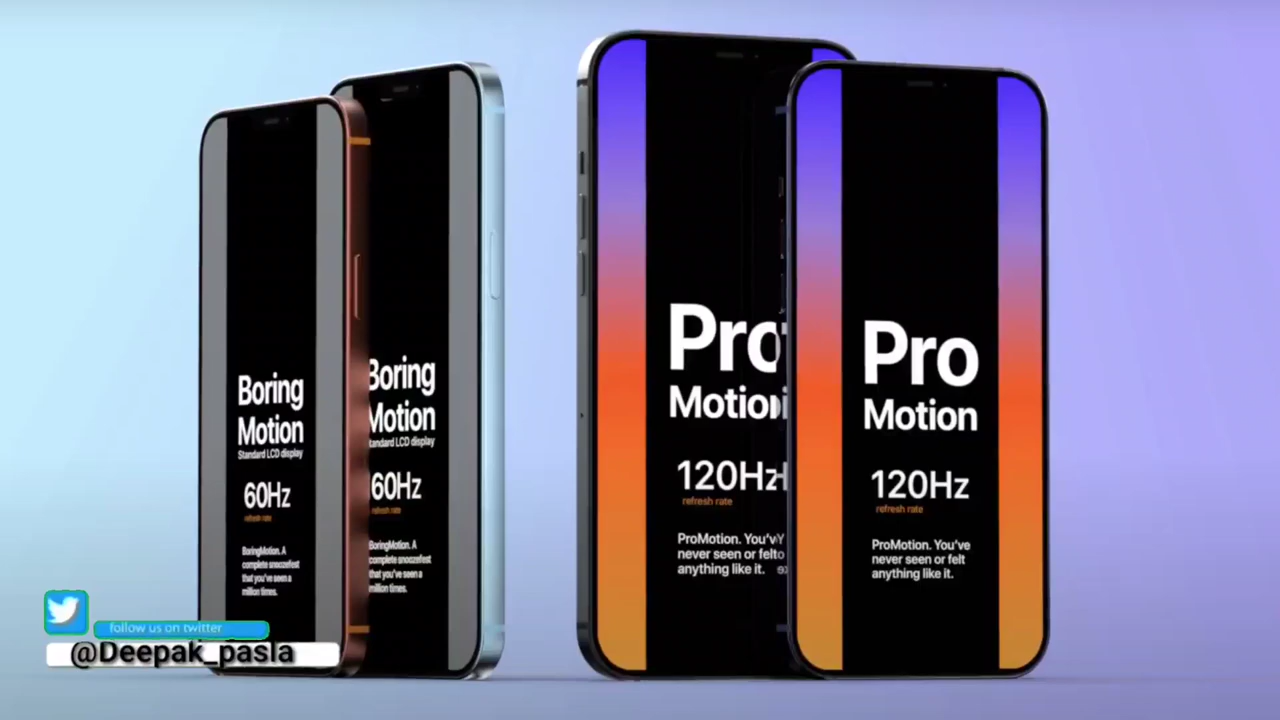 Boring
Motion
Standard LCD display
60Hz
refresh rate
BoringMotion. A
complete snoozefest
that you've seen a
million times.
Boring
Motion
Standard LCD display
60Hz
refresh rate
BoringMotion. A
complete snoozefest
that you've seen a
million times.
Pro
Motion
120Hz
refresh rate
ProMotion. You've
never seen or felt
anything like it.
Pro
Motion
120Hz
refresh rate
ProMotion. You've
never seen or felt
anything like it.
follow us on twitter
@Deepak_pasla